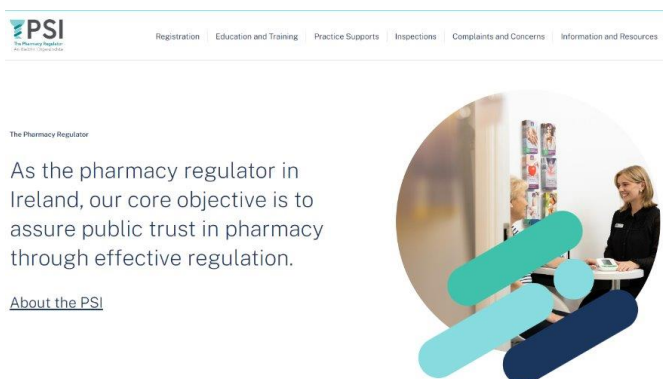 PSI
The Pharmacy Regulator
Registration
Education and Training
Practice Supports
Inspections
Complaints and Concerns
Information and Resources
The Pharmacy Regulator
As the pharmacy regulator in
Ireland, our core objective is to
assure public trust in pharmacy
through effective regulation.
About the PSI